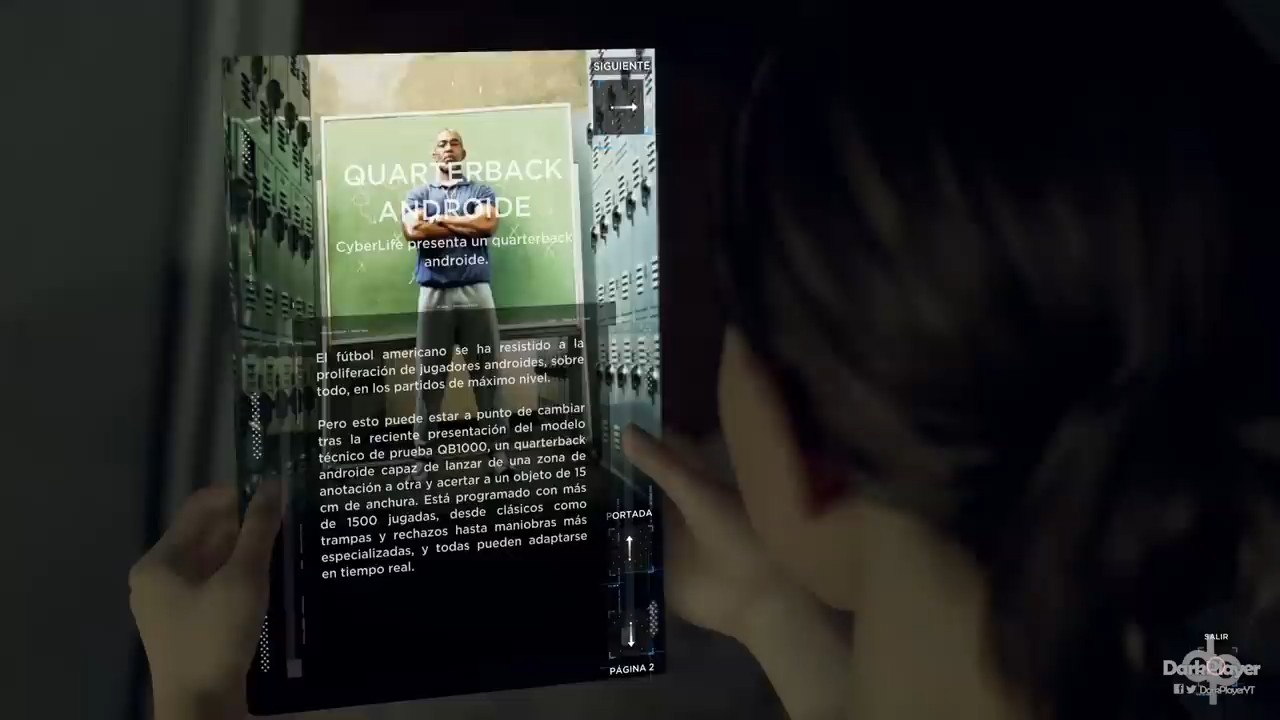 SIGUIENTE
QUARTERBACK
ANDROIDE
CyberLife presenta un quarterback
androide.
El fútbol americano se ha resistido a la
proliferación de jugadores androides, sobre
todo, en los partidos de máximo nivel.
Pero esto puede estar a punto de cambiar
tras la reciente presentación del modelo
técnico de prueba QB1000, un quarterback
androide capaz de lanzar de una zona de
anotación a otra y acertar a un objeto de 15
cm de anchura. Está programado con más
de 1500 jugadas, desde clásicos como
trampas y rechazos hasta maniobras más
especializadas, y todas pueden adaptarse
en tiempo real.
PORTADA
PÁGINA 2
SALIR
DarkPlayer
DarkPlayerYT